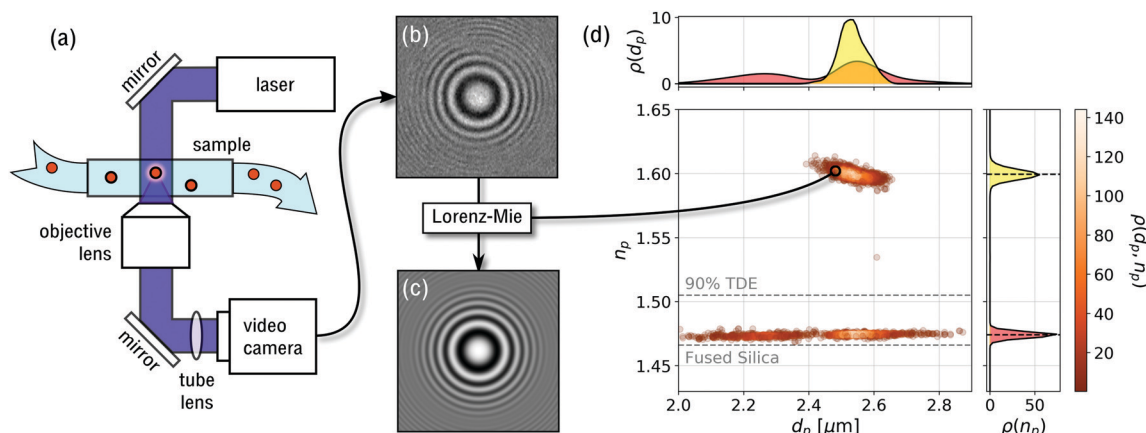 (a)
mirror
laser
sample
objective
lens
mirror
tube
lens
video
camera
(b)
Lorenz-Mie
(c)
(d)
ρ(dₚ)
10
0
nₚ
1.65
1.60
1.55
1.50
1.45
90% TDE
Fused Silica
2.0 2.2 2.4 2.6 2.8
dₚ [μm]
0 50
ρ(nₚ)
140
120
100
80
60
40
20
ρ(dₚ, nₚ)